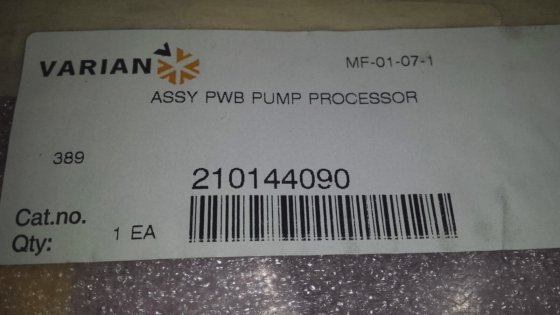 VARIAN
MF-01-07-1
ASSY PWB PUMP PROCESSOR
389
210144090
Cat.no.
Qty: 1 EA